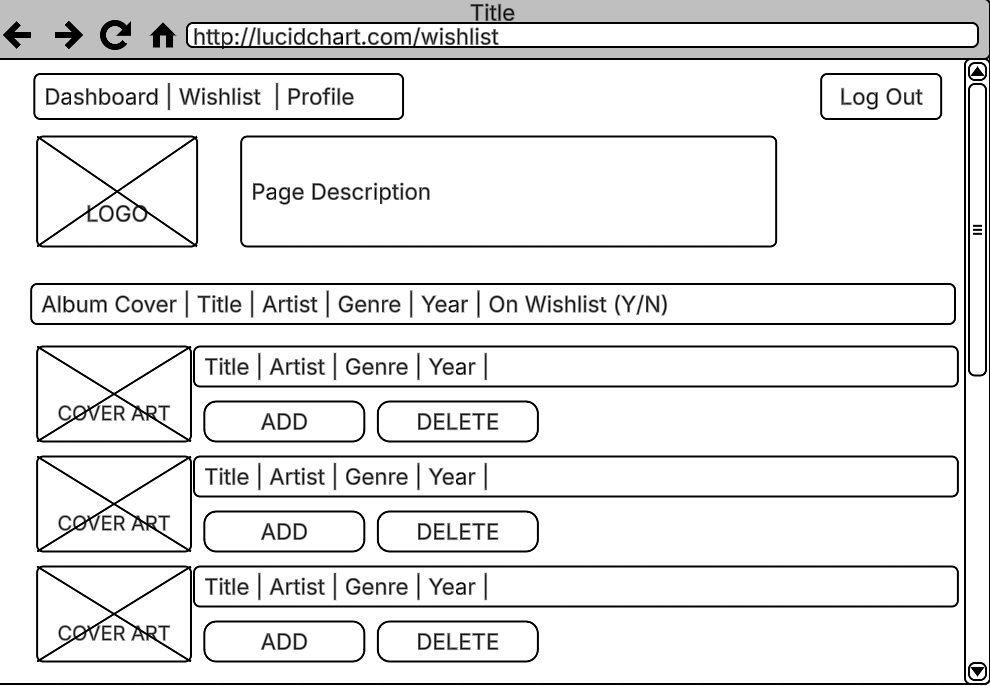 Title
http://lucidchart.com/wishlist
Dashboard | Wishlist | Profile
Log Out
LOGO
Page Description
Album Cover | Title | Artist | Genre | Year | On Wishlist (Y/N)
Title | Artist | Genre | Year |
COVER ART
ADD
DELETE
Title | Artist | Genre | Year |
COVER ART
ADD
DELETE
Title | Artist | Genre | Year |
COVER ART
ADD
DELETE